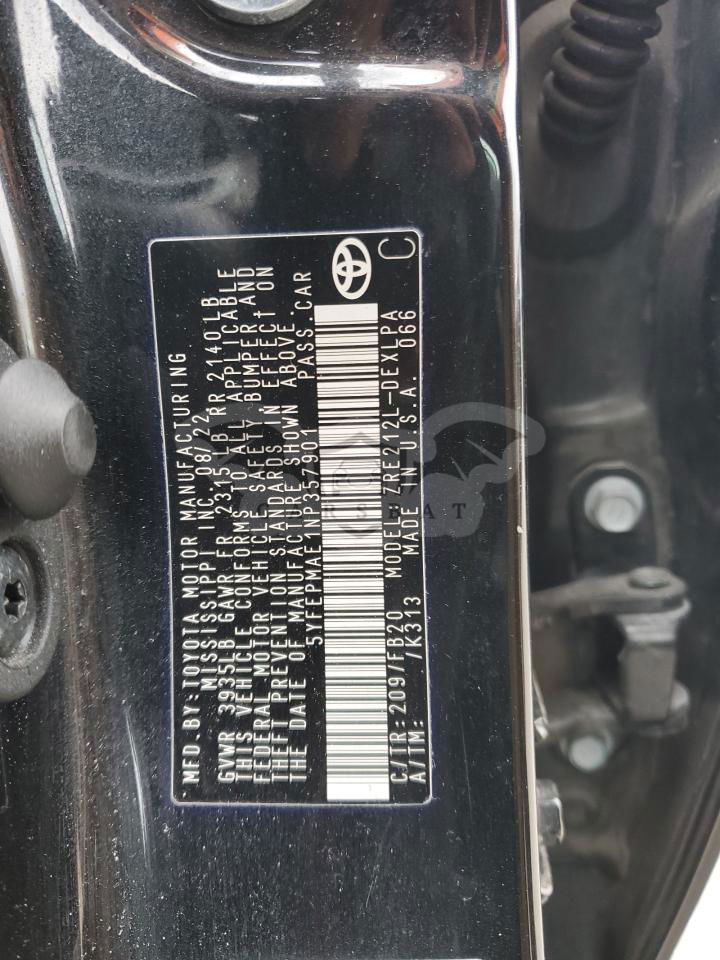 MFD.BY:TOYOTA MOTOR MANUFACTURING
MISSISSIPPI INC.08/22
GVWR 3935LB GAWR FR 2315LB RR 2140LB
THIS VEHICLE CONFORMS TO ALL APPLICABLE
FEDERAL MOTOR VEHICLE SAFETY, BUMPER AND
THEFT PREVENTION STANDARDS IN EFFECT ON
THE DATE OF MANUFACTURE SHOWN ABOVE.
5YFEPMAE1NP357901 PASS.CAR
C/TR:209/FB20 MODEL:ZRE212L-DEXLPA
A/TM: /K313 MADE IN U.S.A. 066
C